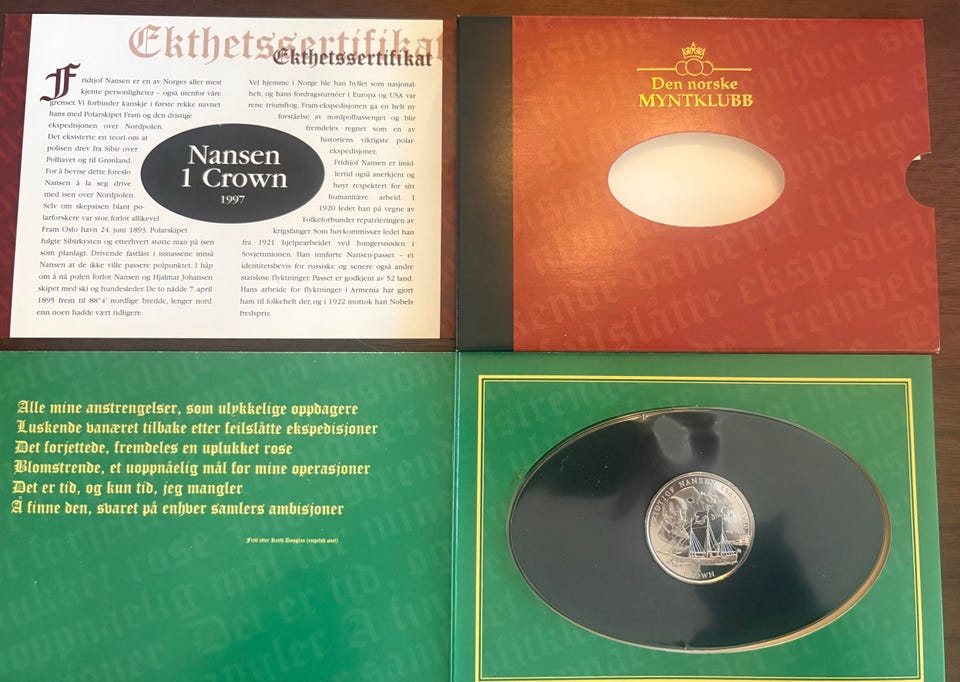 Ekthetssertifikat
Ekthetssertifikat
Fridtjof Nansen er en av Norges aller mest
kjente personligheter – også utenfor våre
grenser. Vi forbinder kanskje i første rekke navnet
hans med Polarskipet Fram og den dristige
ekspedisjonen over Nordpolen.
Det eksisterte en teori om at
polisen drev fra Sibir over
Polhavet og til Grønland.
For å bevise dette foreslo
Nansen å la seg drive
med isen over Nordpolen.
Selv om skepsisen blant po-
larforskere var stor, forlot allikevel
Fram Oslo havn 24. juni 1893. Polarskipet
fulgte Sibirkysten og etterhvert støtte man på isen
som planlagt. Drivende fastlåst i ismassene innså
Nansen at de ikke ville passere polpunktet. I håp
om å nå polen forlot Nansen og Hjalmar Johansen
skipet med ski og hundesleder. De to nådde 7. april
1895 frem til 88°4' nordlige bredde, lenger nord
enn noen hadde vært tidligere.
Vel hjemme i Norge ble han hyllet som nasjonal-
helt, og hans fordragsturnéer i Europa og USA var
rene triumftog. Fram-ekspedisjonen ga en helt ny
forståelse av nordpolbassenget og blir
fremdeles regnet som en av
historiens viktigste polar-
ekspedisjoner.
Fridtjof Nansen er imid-
lertid også anerkjent og
høyt respektert for sitt
humanitære arbeid. I
1920 ledet han på vegne av
Folkeforbundet repatrieringen av
krigsfanger. Som høykommissær ledet han
fra 1921 hjelpearbeidet ved hungersnøden i
Sovjetunionen. Han innførte Nansen-passet – et
identitetsbevis for russiske og senere også andre
statsløse flyktninger. Passet er godkjent av 52 land.
Hans arbeide for flyktninger i Armenia har gjort
ham til folkehelt der, og i 1922 mottok han Nobels
fredspris.
Nansen
1 Crown
1997
Den norske
MYNTKLUBB
Alle mine anstrengelser, som ulykkelige oppdagere
Luskende vanæret tilbake etter feilslåtte ekspedisjoner
Det forjettede, fremdeles en uplukket rose
Blomstrende, et uoppnåelig mål for mine operasjoner
Det er tid, og kun tid, jeg mangler
Å finne den, svaret på enhver samlers ambisjoner
Fritt etter Keith Douglas (engelsk poet)
FRIDTJOF NANSEN
CROWN